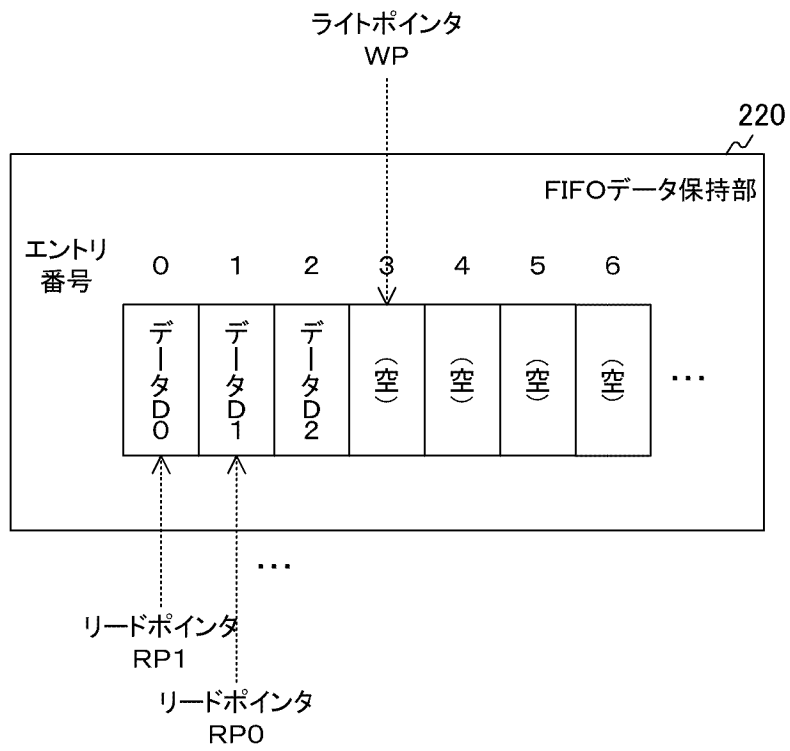 ライトポインタ
WP
220
FIFOデータ保持部
エントリ
番号
0 1 2 3 4 5 6
データD0
データD1
データD2
(空)
(空)
(空)
(空)
...
...
リードポインタ
RP1
リードポインタ
RP0